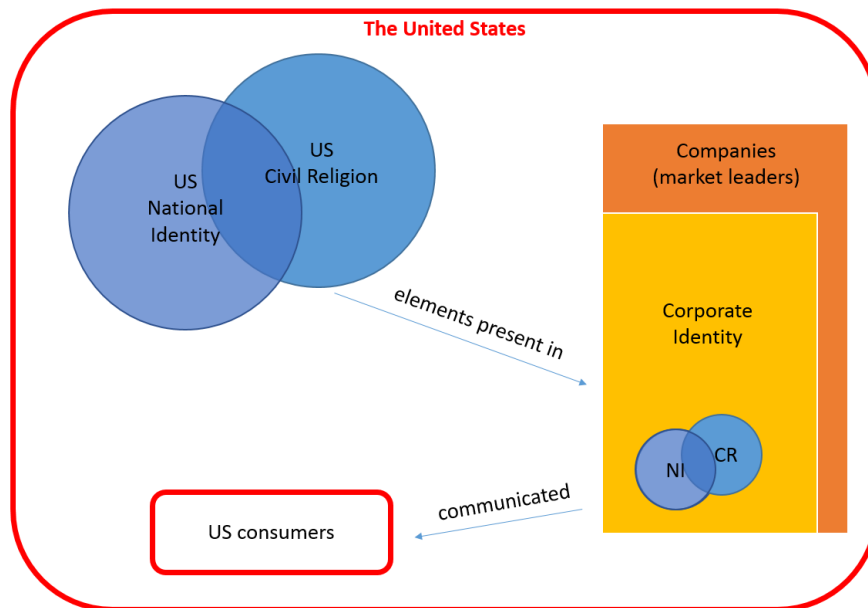 The United States
US
Civil Religion
US
National
Identity
Companies
(market leaders)
elements present in
Corporate
Identity
NI
CR
communicated
US consumers